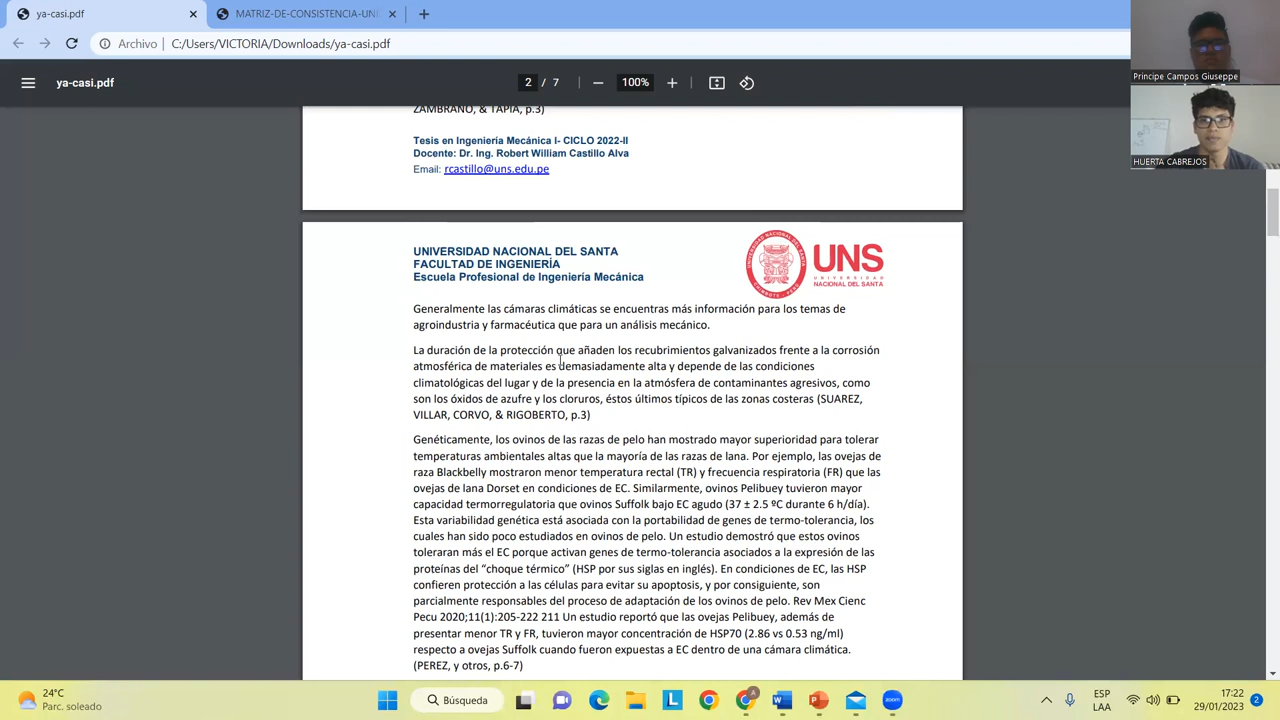 ya-casi.pdf
MATRIZ-DE-CONSISTENCIA-UNI
Archivo
C:/Users/VICTORIA/Downloads/ya-casi.pdf
ya-casi.pdf
2 / 7
100%
Principe Campos Giuseppe
HUERTA CABREJOS
ZAMBRANO, & TAPIA, p.3)
Tesis en Ingeniería Mecánica I- CICLO 2022-II
Docente: Dr. Ing. Robert William Castillo Alva
Email: rcastillo@uns.edu.pe
UNIVERSIDAD NACIONAL DEL SANTA
FACULTAD DE INGENIERÍA
Escuela Profesional de Ingeniería Mecánica
UNIVERSIDAD NACIONAL DEL SANTA
CHIMBOTE - PERÚ
UNS
UNIVERSIDAD
NACIONAL DEL SANTA
Generalmente las cámaras climáticas se encuentras más información para los temas de
agroindustria y farmacéutica que para un análisis mecánico.
La duración de la protección que añaden los recubrimientos galvanizados frente a la corrosión
atmosférica de materiales es demasiadamente alta y depende de las condiciones
climatológicas del lugar y de la presencia en la atmósfera de contaminantes agresivos, como
son los óxidos de azufre y los cloruros, éstos últimos típicos de las zonas costeras (SUAREZ,
VILLAR, CORVO, & RIGOBERTO, p.3)
Genéticamente, los ovinos de las razas de pelo han mostrado mayor superioridad para tolerar
temperaturas ambientales altas que la mayoría de las razas de lana. Por ejemplo, las ovejas de
raza Blackbelly mostraron menor temperatura rectal (TR) y frecuencia respiratoria (FR) que las
ovejas de lana Dorset en condiciones de EC. Similarmente, ovinos Pelibuey tuvieron mayor
capacidad termorregulatoria que ovinos Suffolk bajo EC agudo (37 ± 2.5 ºC durante 6 h/día).
Esta variabilidad genética está asociada con la portabilidad de genes de termo-tolerancia, los
cuales han sido poco estudiados en ovinos de pelo. Un estudio demostró que estos ovinos
toleraran más el EC porque activan genes de termo-tolerancia asociados a la expresión de las
proteínas del “choque térmico” (HSP por sus siglas en inglés). En condiciones de EC, las HSP
confieren protección a las células para evitar su apoptosis, y por consiguiente, son
parcialmente responsables del proceso de adaptación de los ovinos de pelo. Rev Mex Cienc
Pecu 2020;11(1):205-222 211 Un estudio reportó que las ovejas Pelibuey, además de
presentar menor TR y FR, tuvieron mayor concentración de HSP70 (2.86 vs 0.53 ng/ml)
respecto a ovejas Suffolk cuando fueron expuestas a EC dentro de una cámara climática.
(PEREZ, y otros, p.6-7)
24°C
Parc. soleado
Búsqueda
ESP
LAA
17:22
29/01/2023
2